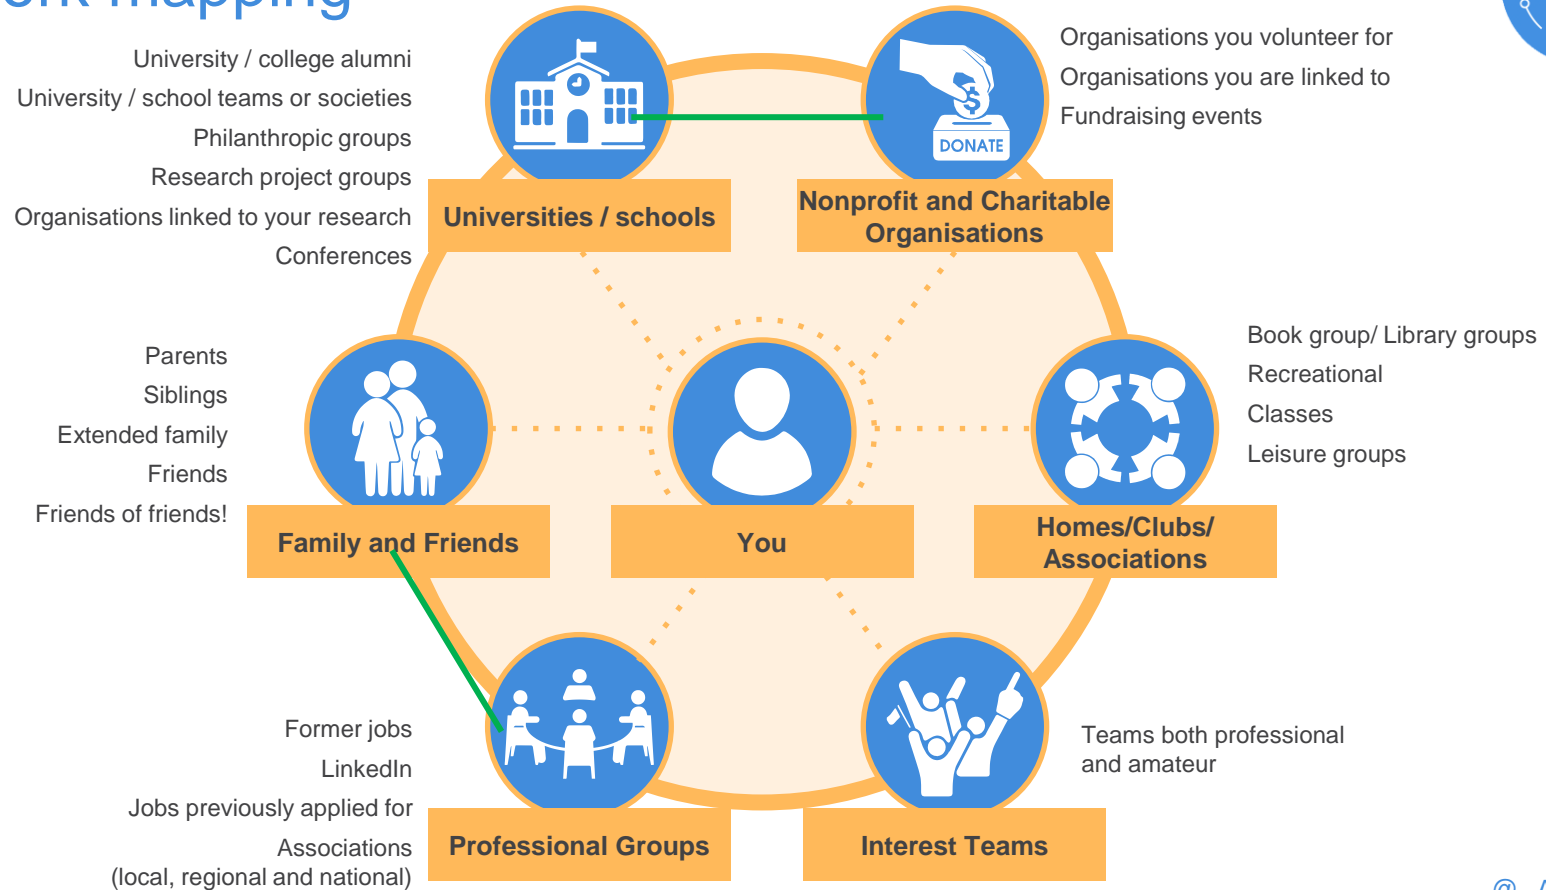 ork mapping
University / college alumni
University / school teams or societies
Philanthropic groups
Research project groups
Organisations linked to your research
Conferences
Universities / schools
$
DONATE
Nonprofit and Charitable
Organisations
Organisations you volunteer for
Organisations you are linked to
Fundraising events
Parents
Siblings
Extended family
Friends
Friends of friends!
Family and Friends
You
Homes/Clubs/
Associations
Book group/ Library groups
Recreational
Classes
Leisure groups
Former jobs
LinkedIn
Jobs previously applied for
Associations
(local, regional and national)
Professional Groups
Interest Teams
Teams both professional
and amateur